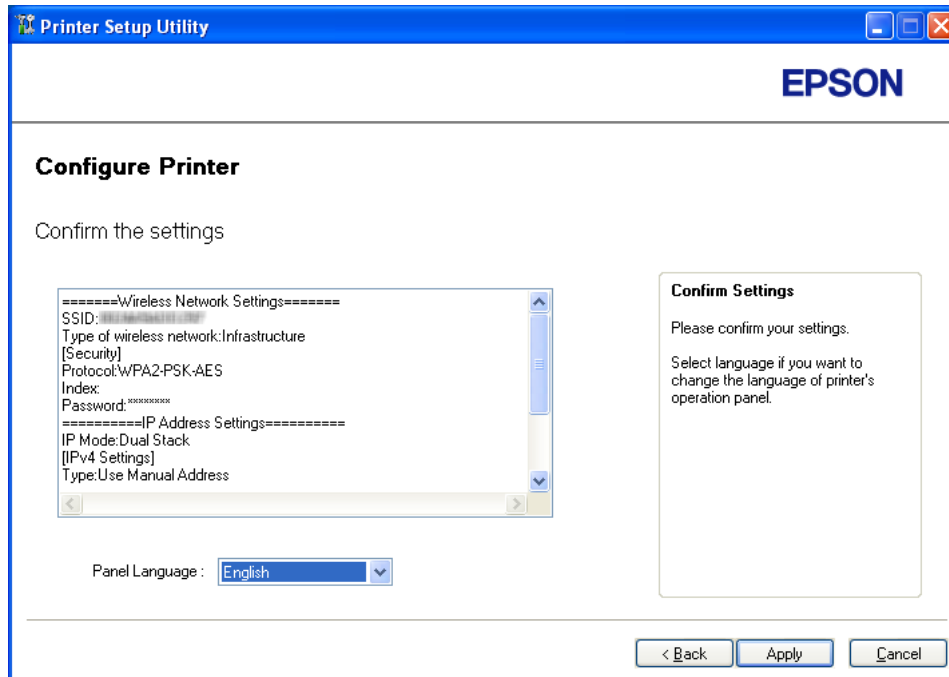 Printer Setup Utility
EPSON
Configure Printer
Confirm the settings
=======Wireless Network Settings=======
SSID:
Type of wireless network:Infrastructure
[Security]
Protocol:WPA2-PSK-AES
Index:
Password:********
==========IP Address Settings==========
IP Mode:Dual Stack
[IPv4 Settings]
Type:Use Manual Address
Confirm Settings
Please confirm your settings.
Select language if you want to
change the language of printer's
operation panel.
Panel Language :
English
< Back
Apply
Cancel